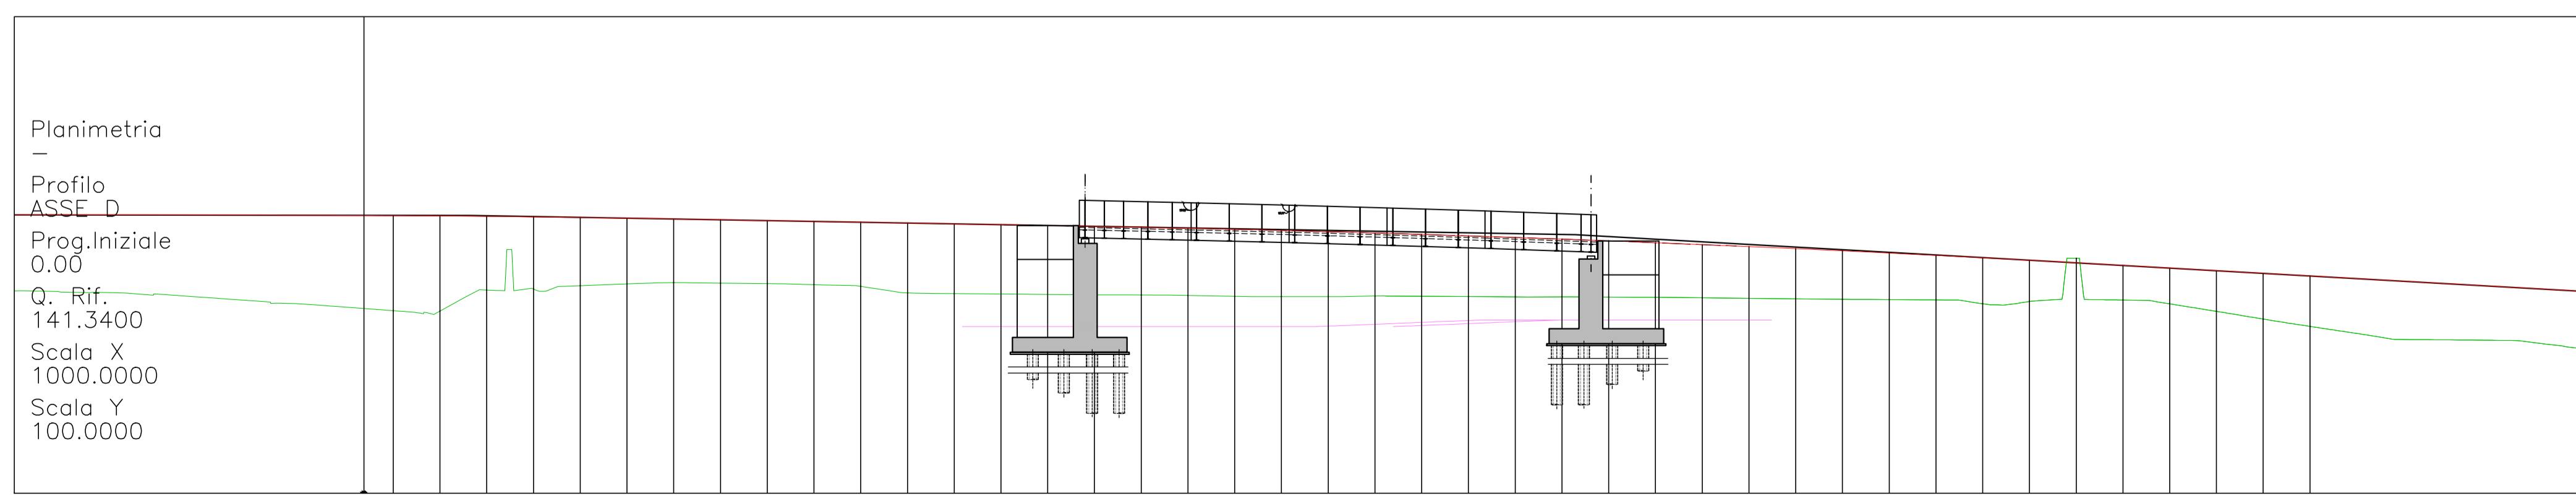 Planimetria
–
Profilo
ASSE D
Prog.Iniziale
0.00
Q. Rif.
141.3400
Scala X
1000.0000
Scala Y
100.0000